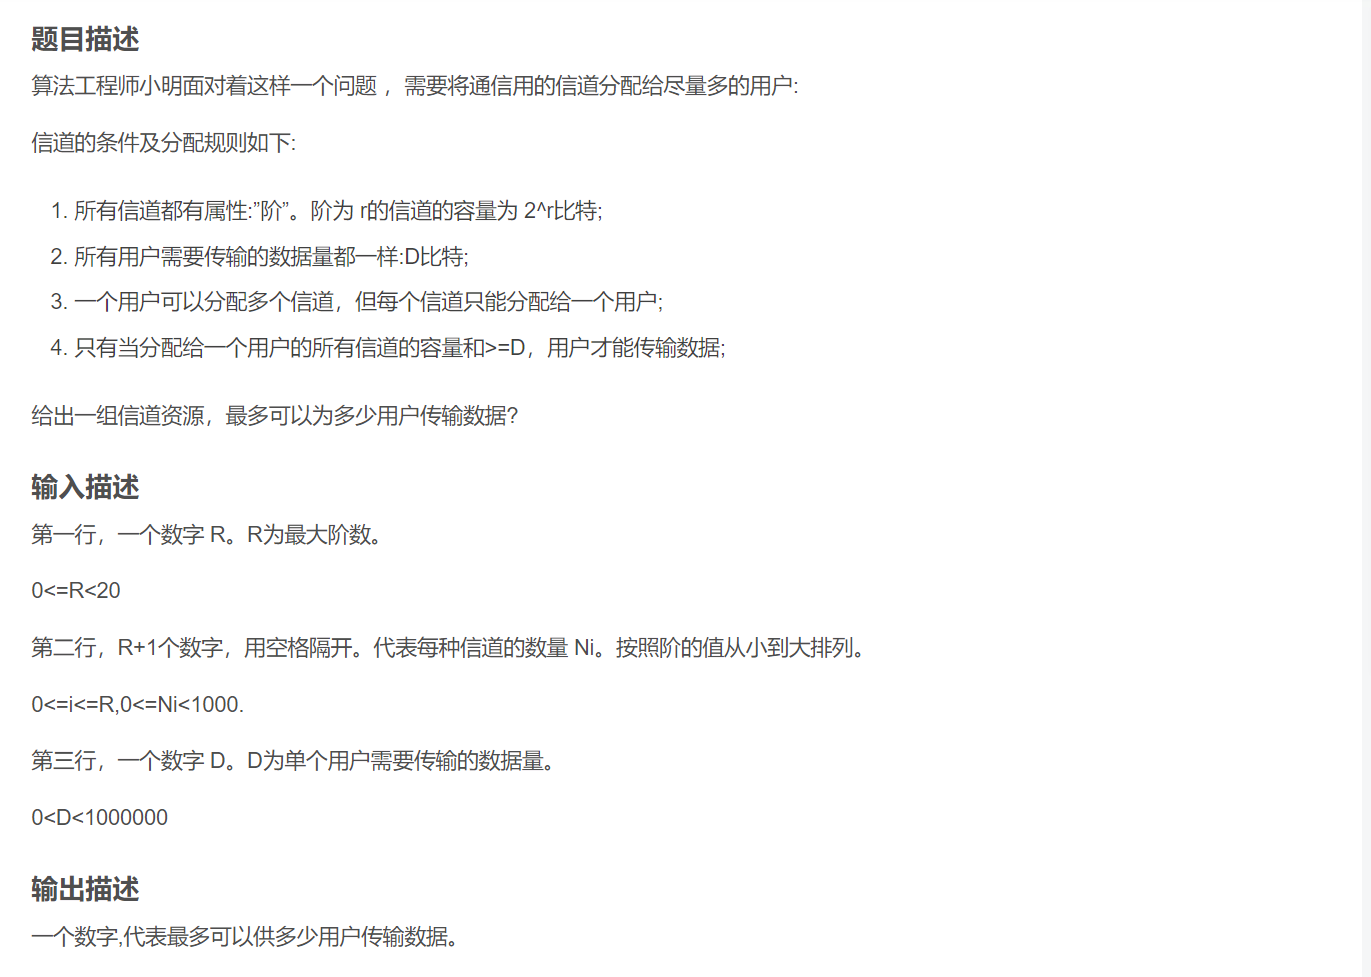 题目描述
算法工程师小明面对着这样一个问题 ，需要将通信用的信道分配给尽量多的用户:
信道的条件及分配规则如下:
1. 所有信道都有属性:”阶”。阶为 r的信道的容量为 2^r比特;
2. 所有用户需要传输的数据量都一样:D比特;
3. 一个用户可以分配多个信道，但每个信道只能分配给一个用户;
4. 只有当分配给一个用户的所有信道的容量和>=D，用户才能传输数据;
给出一组信道资源，最多可以为多少用户传输数据?
输入描述
第一行，一个数字 R。R为最大阶数。
0<=R<20
第二行，R+1个数字，用空格隔开。代表每种信道的数量 Ni。按照阶的值从小到大排列。
0<=i<=R,0<=Ni<1000.
第三行，一个数字 D。D为单个用户需要传输的数据量。
0<D<1000000
输出描述
一个数字,代表最多可以供多少用户传输数据。